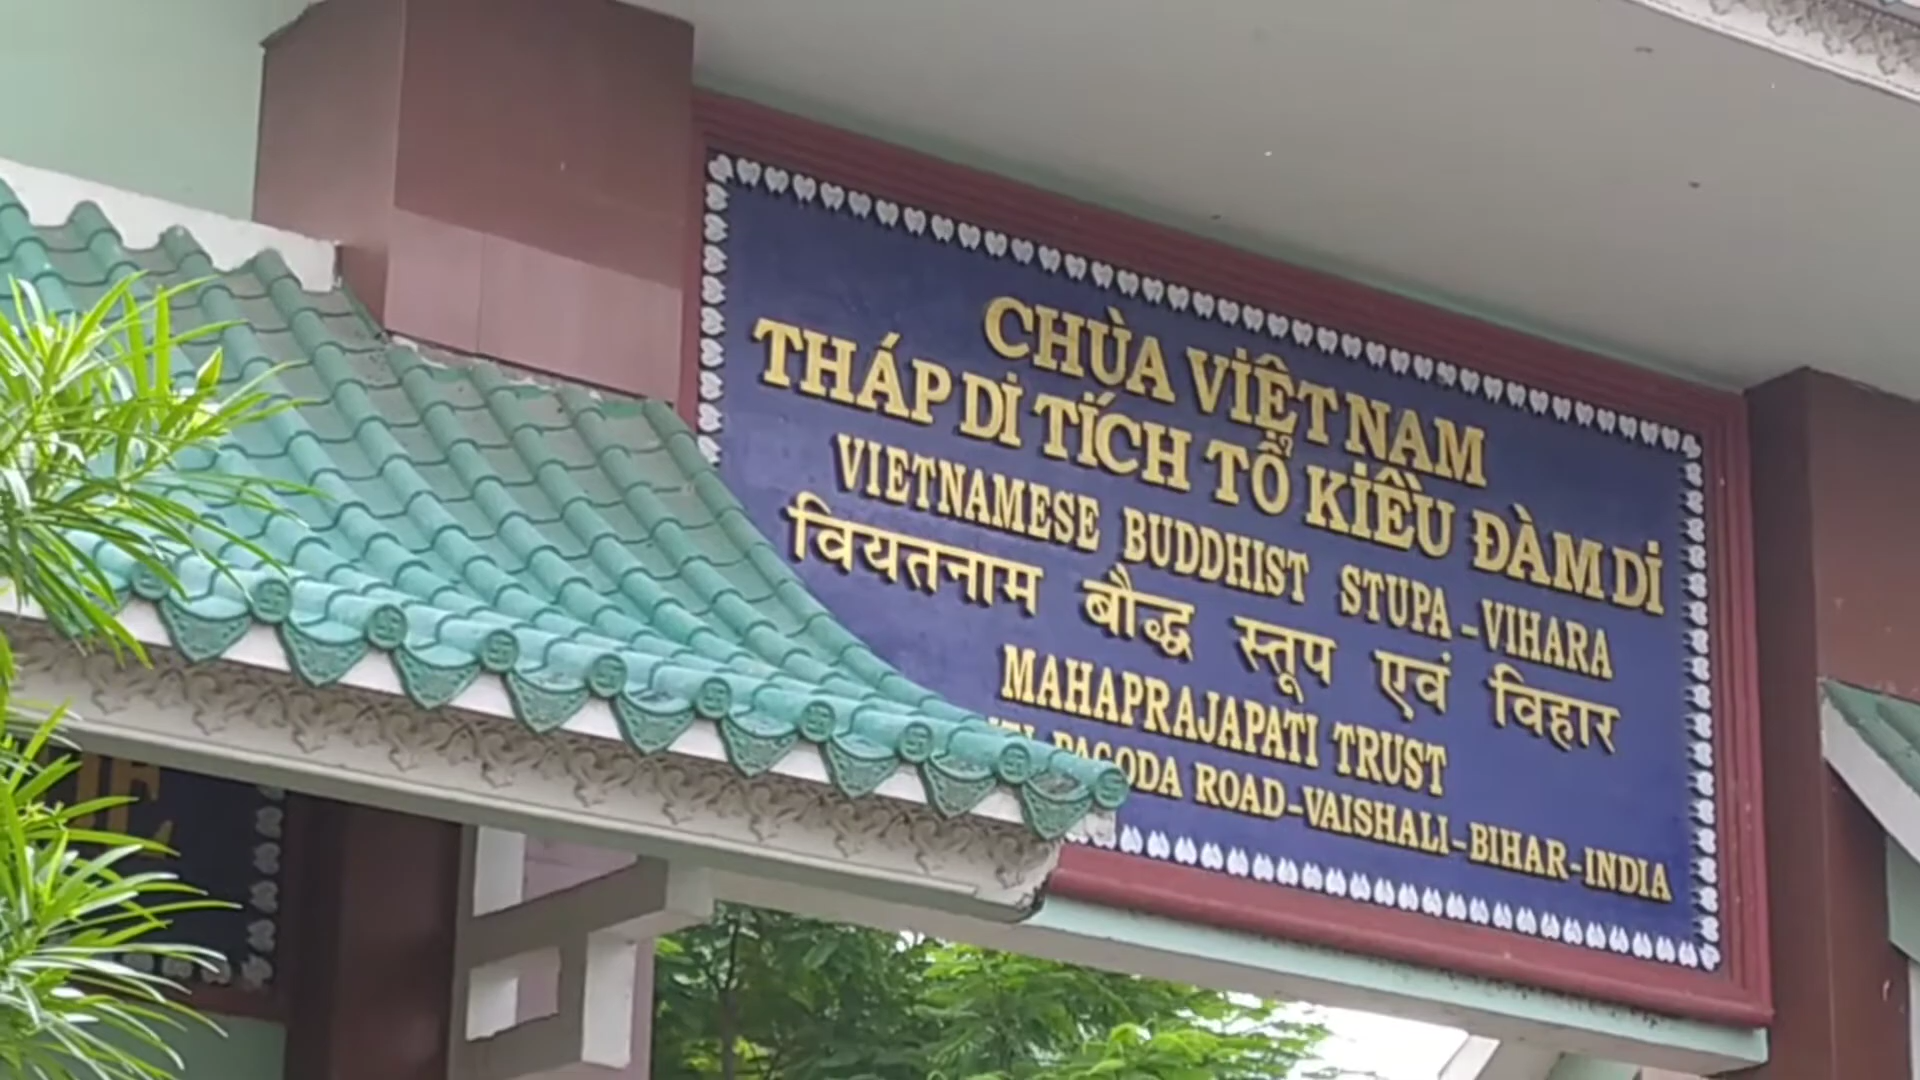 CHÙA VIỆT NAM
THÁP DI TÍCH TỔ KIỀU ĐÀM DI
VIETNAMESE BUDDHIST STUPA - VIHARA
वियतनाम बौद्ध स्तूप एवं विहार
MAHAPRAJAPATI TRUST
PAGODA ROAD-VAISHALI-BIHAR-INDIA